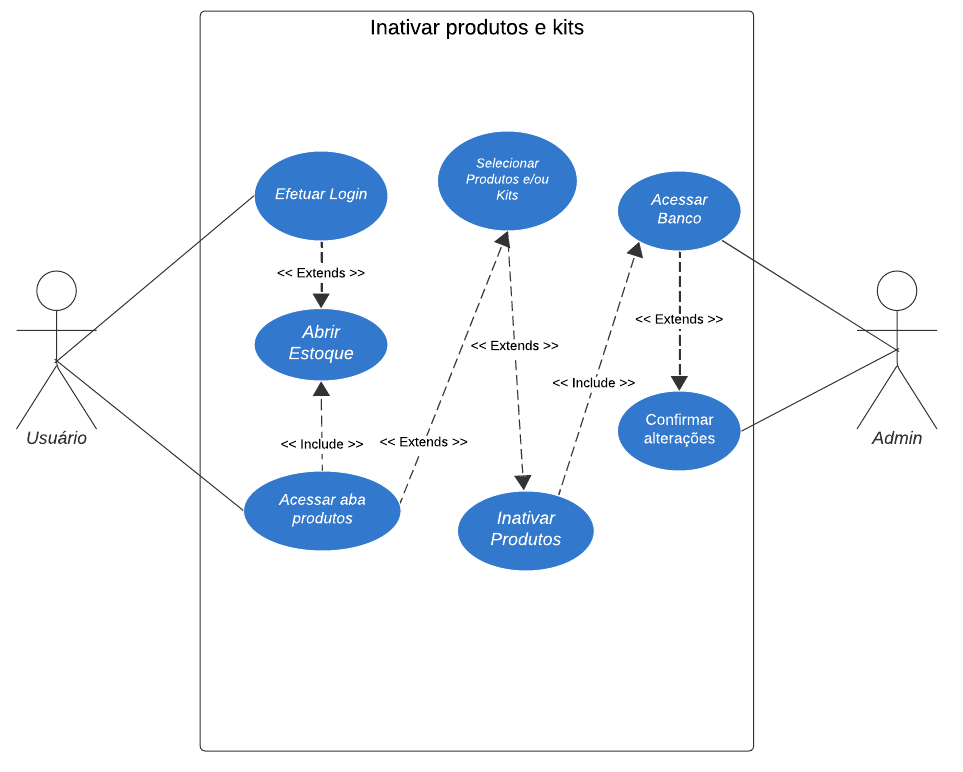 Inativar produtos e kits
Efetuar Login
<< Extends >>
Abrir
Estoque
<< Include >>
Acessar aba
produtos
<< Extends >>
Selecionar
Produtos e/ou
Kits
<< Extends >>
Inativar
Produtos
<< Include >>
Acessar
Banco
<< Extends >>
Confirmar
alterações
Usuário
Admin